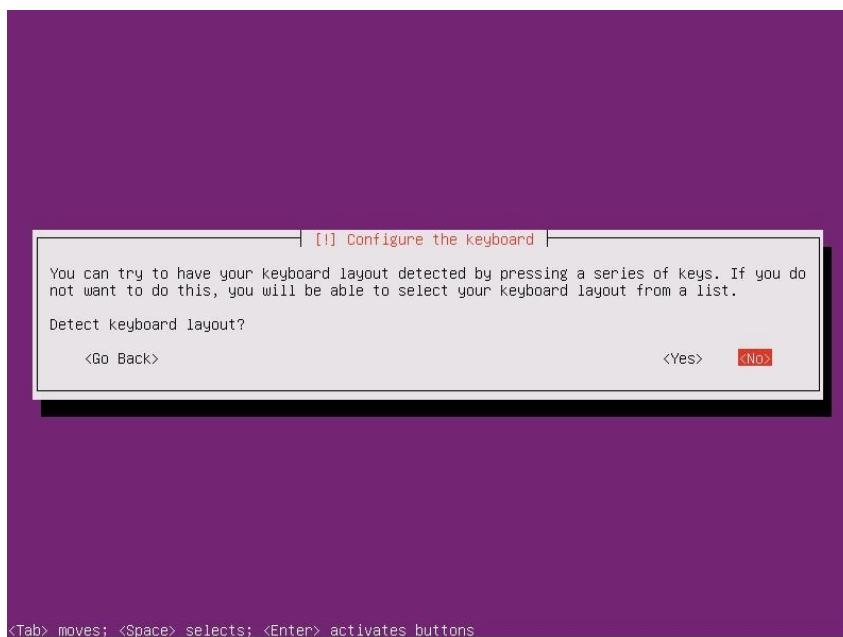 [!] Configure the keyboard
You can try to have your keyboard layout detected by pressing a series of keys. If you do
not want to do this, you will be able to select your keyboard layout from a list.
Detect keyboard layout?
<Go Back> <Yes> <No>
<Tab> moves; <Space> selects; <Enter> activates buttons